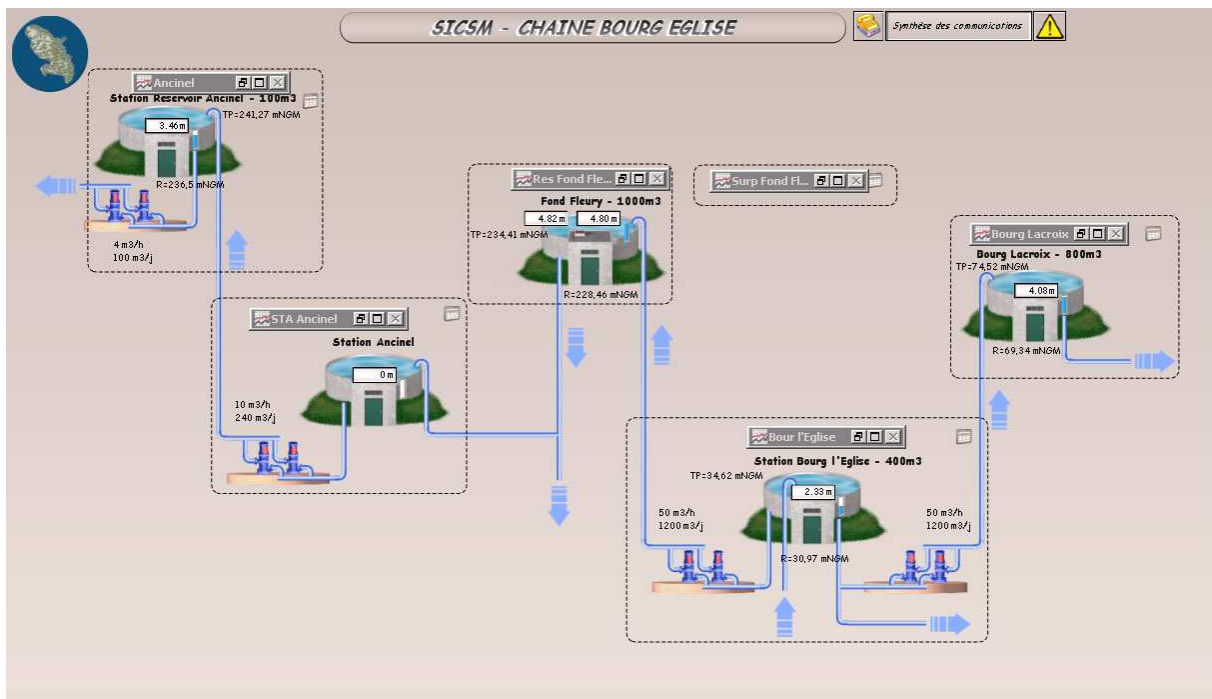 SICSM - CHAINE BOURG EGLISE
Synthèse des communications
Ancinel
Station Reservoir Ancinel - 100m3
TP=241,27 mNGM
3.46m
R=236,5 mNGM
4 m3/h
100 m3/j
STA Ancinel
Station Ancinel
0 m
10 m3/h
240 m3/j
Res Fond Fle...
Fond Fleury - 1000m3
4.82 m
4.80 m
TP=234,41 mNGM
R=228,46 mNGM
Surp Fond Fl...
Bourg Lacroix
Bourg Lacroix - 800m3
TP=74,52 mNGM
4.08m
R=69,34 mNGM
Bour l'Eglise
Station Bourg l'Eglise - 400m3
TP=34,62 mNGM
2.33m
50 m3/h
1200 m3/j
50 m3/h
1200 m3/j
R=30,97 mNGM